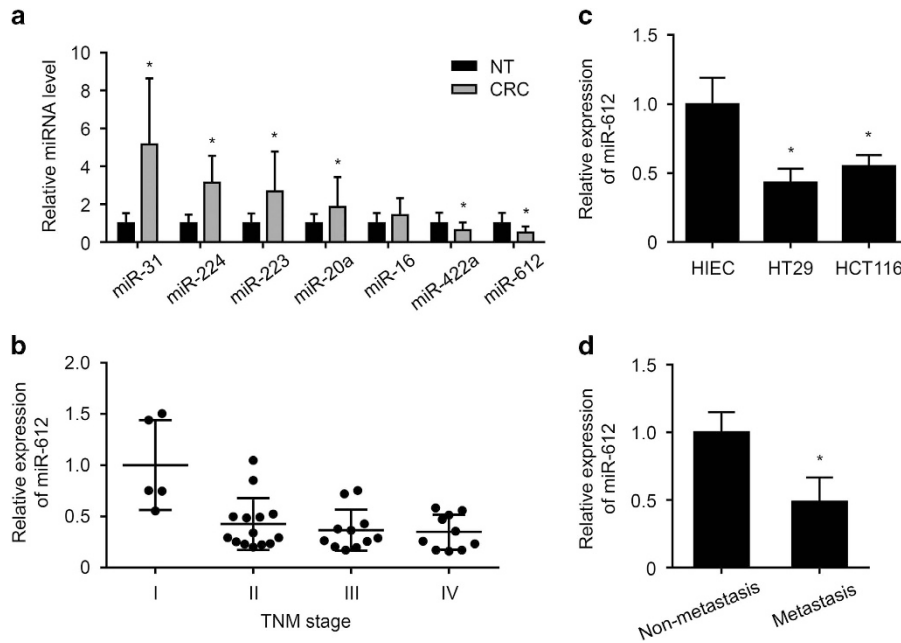 a
Relative miRNA level
10
8
6
4
2
0
NT
CRC
*
*
*
*
*
*
miR-31
miR-224
miR-223
miR-20a
miR-16
miR-422a
miR-612
b
Relative expression
of miR-612
2.0
1.5
1.0
0.5
0
I
II
III
IV
TNM stage
c
Relative expression
of miR-612
1.5
1.0
0.5
0
*
*
HIEC
HT29
HCT116
d
Relative expression
of miR-612
1.5
1.0
0.5
0
*
Non-metastasis
Metastasis